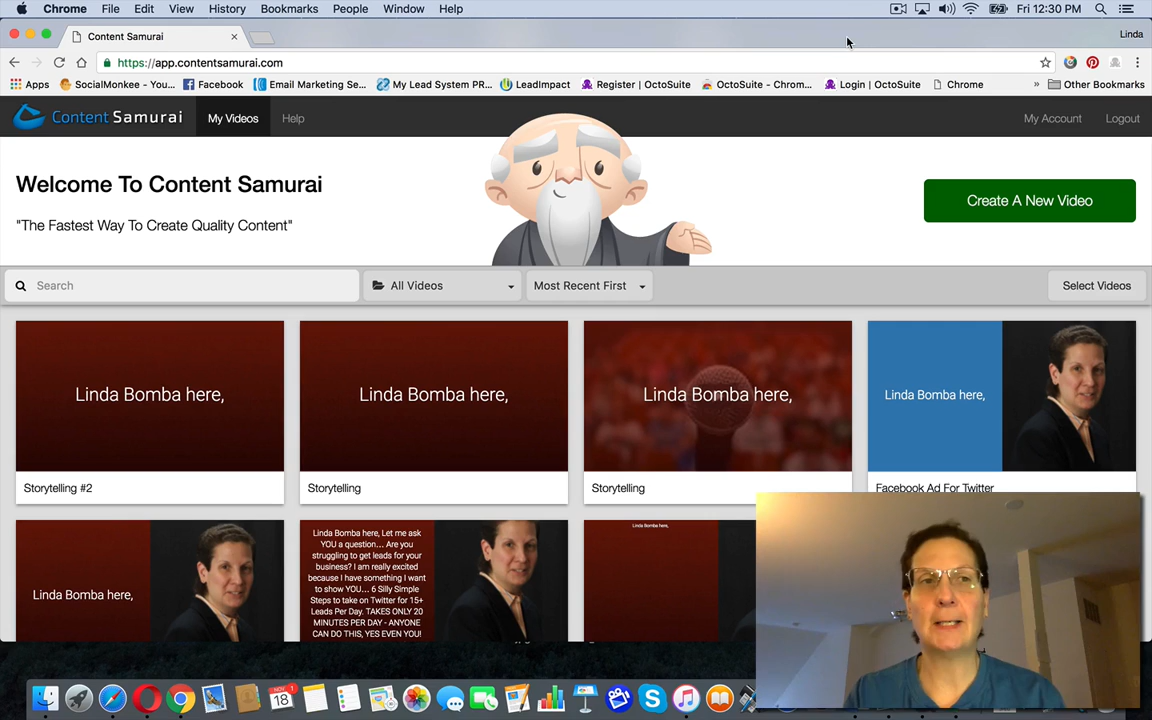 Chrome File Edit View History Bookmarks People Window Help Fri 12:30 PM
Content Samurai Linda
https://app.contentsamurai.com
Apps SocialMonkee - You... Facebook Email Marketing Se... My Lead System PR... LeadImpact Register | OctoSuite OctoSuite - Chrom... Login | OctoSuite Chrome » Other Bookmarks
Content Samurai My Videos Help My Account Logout
Welcome To Content Samurai
"The Fastest Way To Create Quality Content"
Create A New Video
Search All Videos Most Recent First Select Videos
Linda Bomba here,
Storytelling #2
Linda Bomba here,
Storytelling
Linda Bomba here,
Storytelling
Linda Bomba here,
Facebook Ad For Twitter
Linda Bomba here,
Linda Bomba here, Let me ask
YOU a question... Are you
struggling to get leads for your
business? I am really excited
because I have something I want
to show YOU... 6 Silly Simple
Steps to take on Twitter for 15+
Leads Per Day. TAKES ONLY 20
MINUTES PER DAY - ANYONE
CAN DO THIS, YES EVEN YOU!
Linda Bomba here,
NOV
18
1